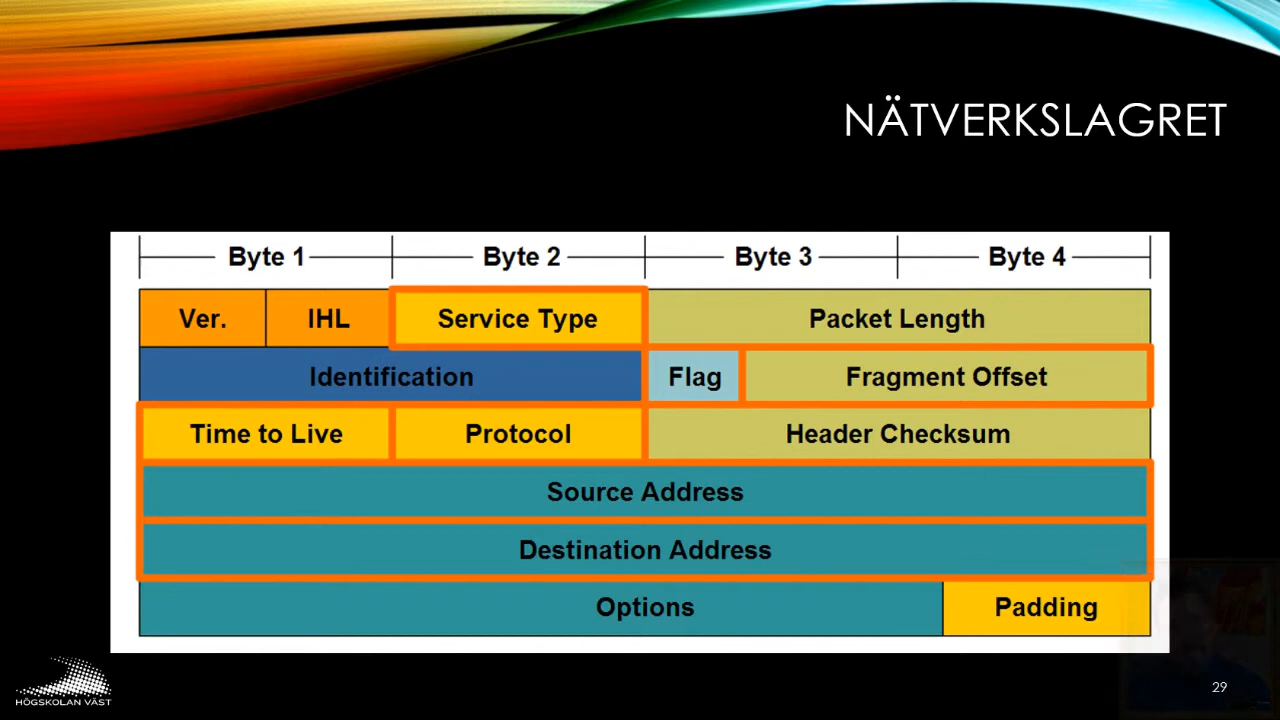 NÄTVERKSLAGRET
Byte 1 Byte 2 Byte 3 Byte 4
Ver. IHL Service Type Packet Length
Identification Flag Fragment Offset
Time to Live Protocol Header Checksum
Source Address
Destination Address
Options Padding
HÖGSKOLAN VÄST
29